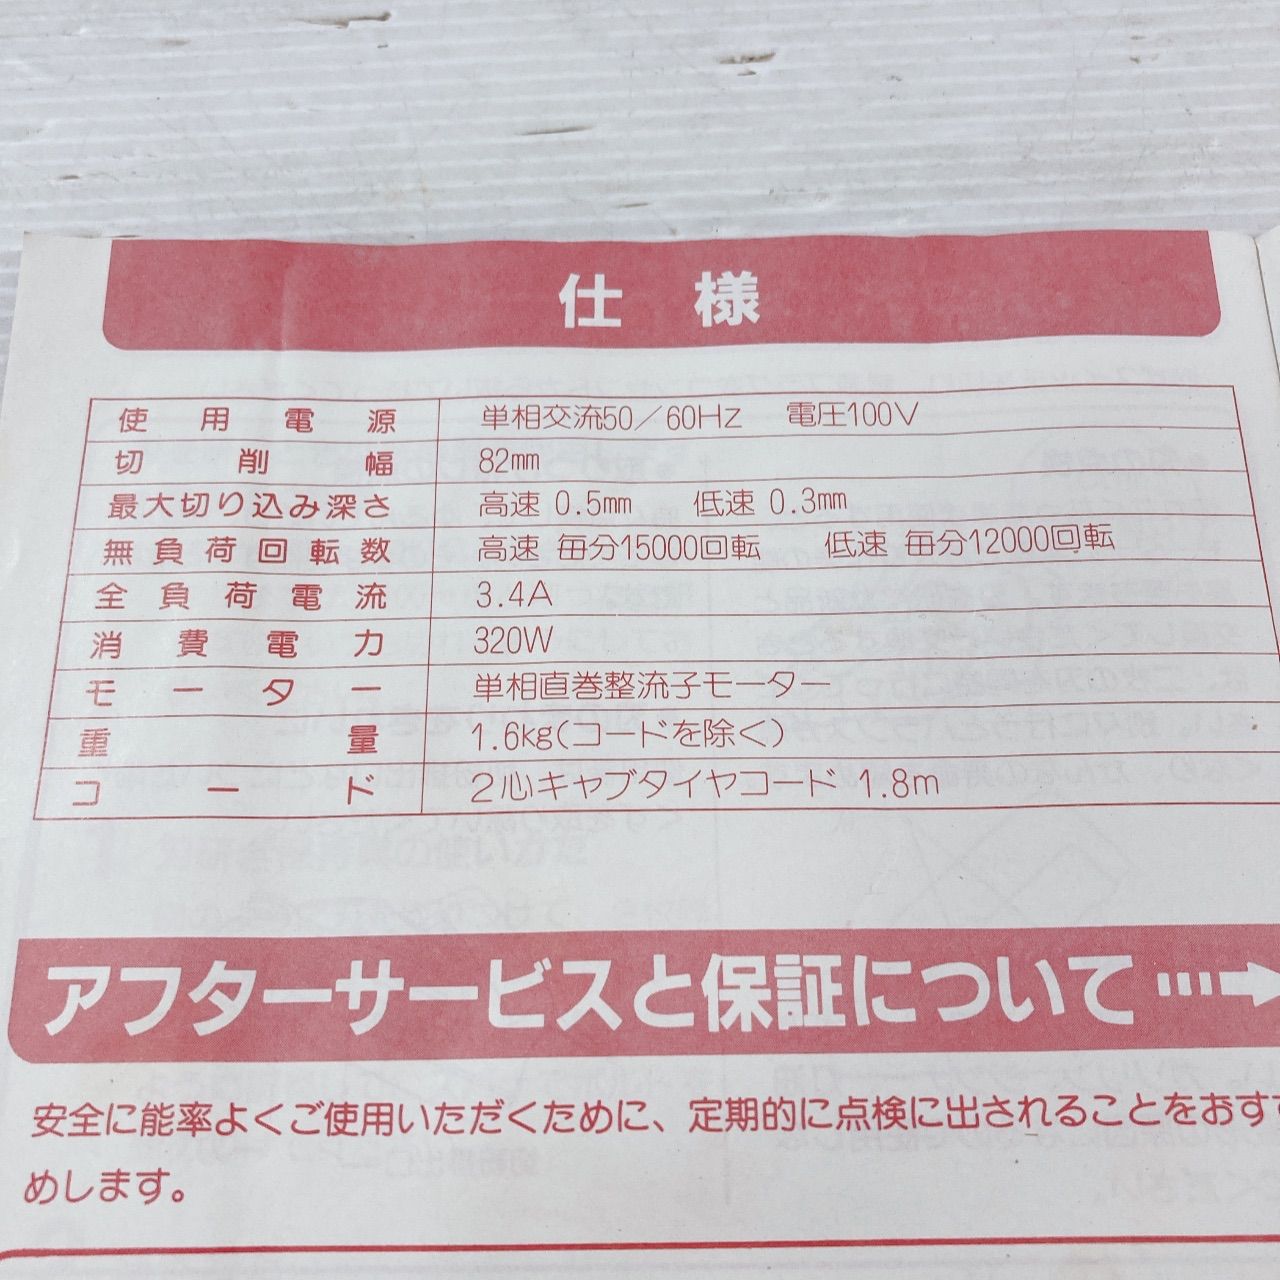 仕様
使用電源 単相交流50／60Hz 電圧100V
切削幅 82mm
最大切り込み深さ 高速 0.5mm 低速 0.3mm
無負荷回転数 高速 毎分15000回転 低速 毎分12000回転
全負荷電流 3.4A
消費電力 320W
モーター 単相直巻整流子モーター
重量 1.6kg(コードを除く)
コード 2心キャブタイヤコード 1.8m
アフターサービスと保証について
安全に能率よくご使用いただくために、定期的に点検に出されることをおすす
めします。